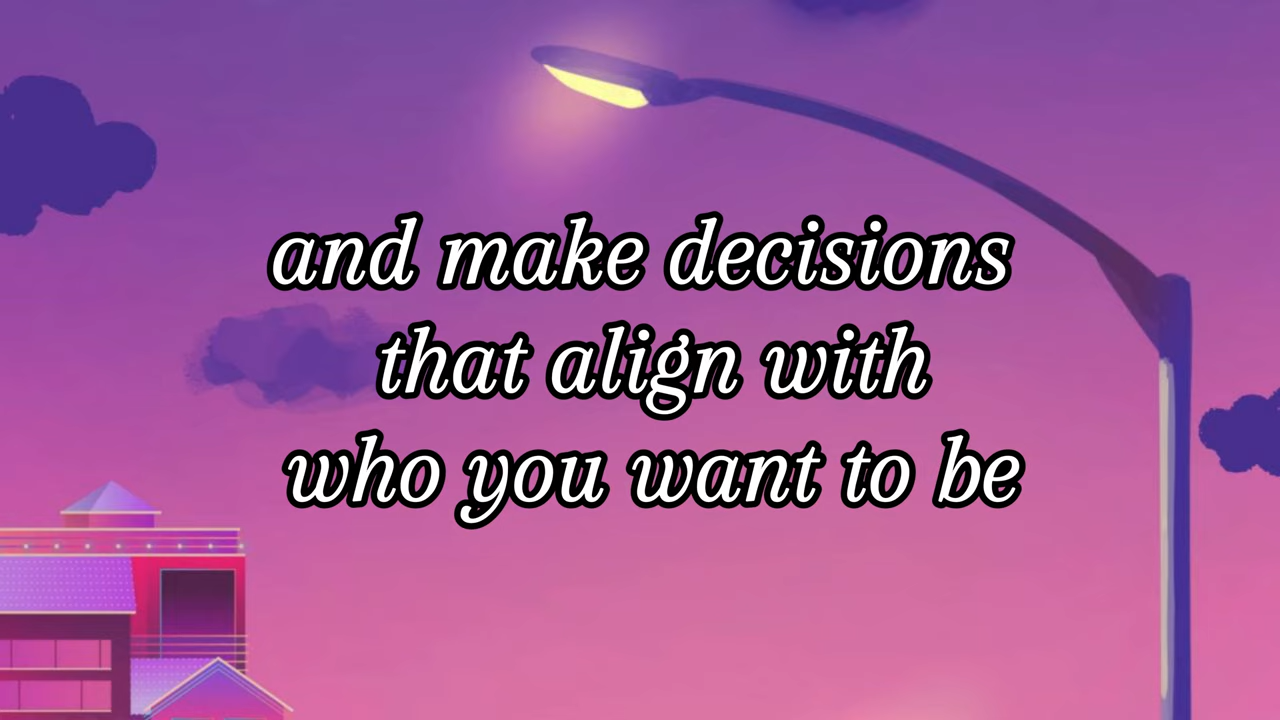 and make decisions
that align with
who you want to be